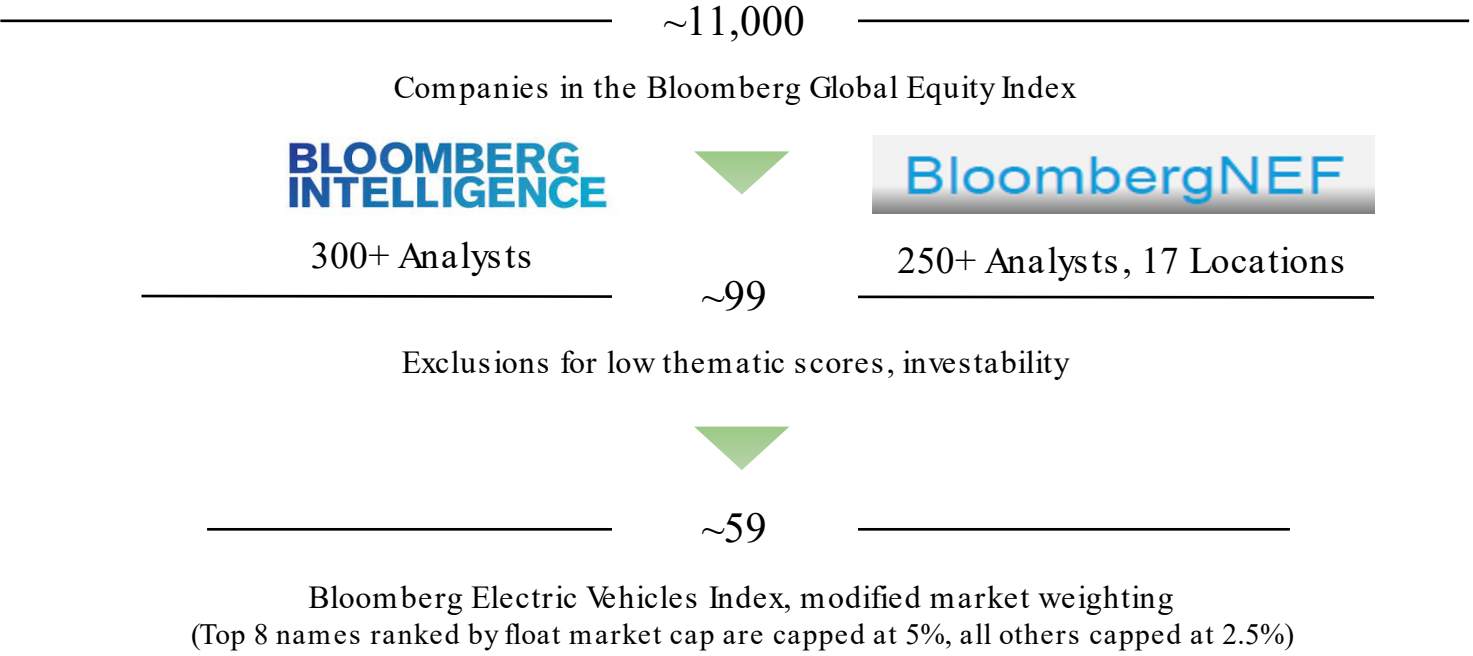 ~11,000
Companies in the Bloomberg Global Equity Index
BLOOMBERG
INTELLIGENCE
BloombergNEF
300+ Analysts
250+ Analysts, 17 Locations
~99
Exclusions for low thematic scores, investability
~59
Bloomberg Electric Vehicles Index, modified market weighting
(Top 8 names ranked by float market cap are capped at 5%, all others capped at 2.5%)